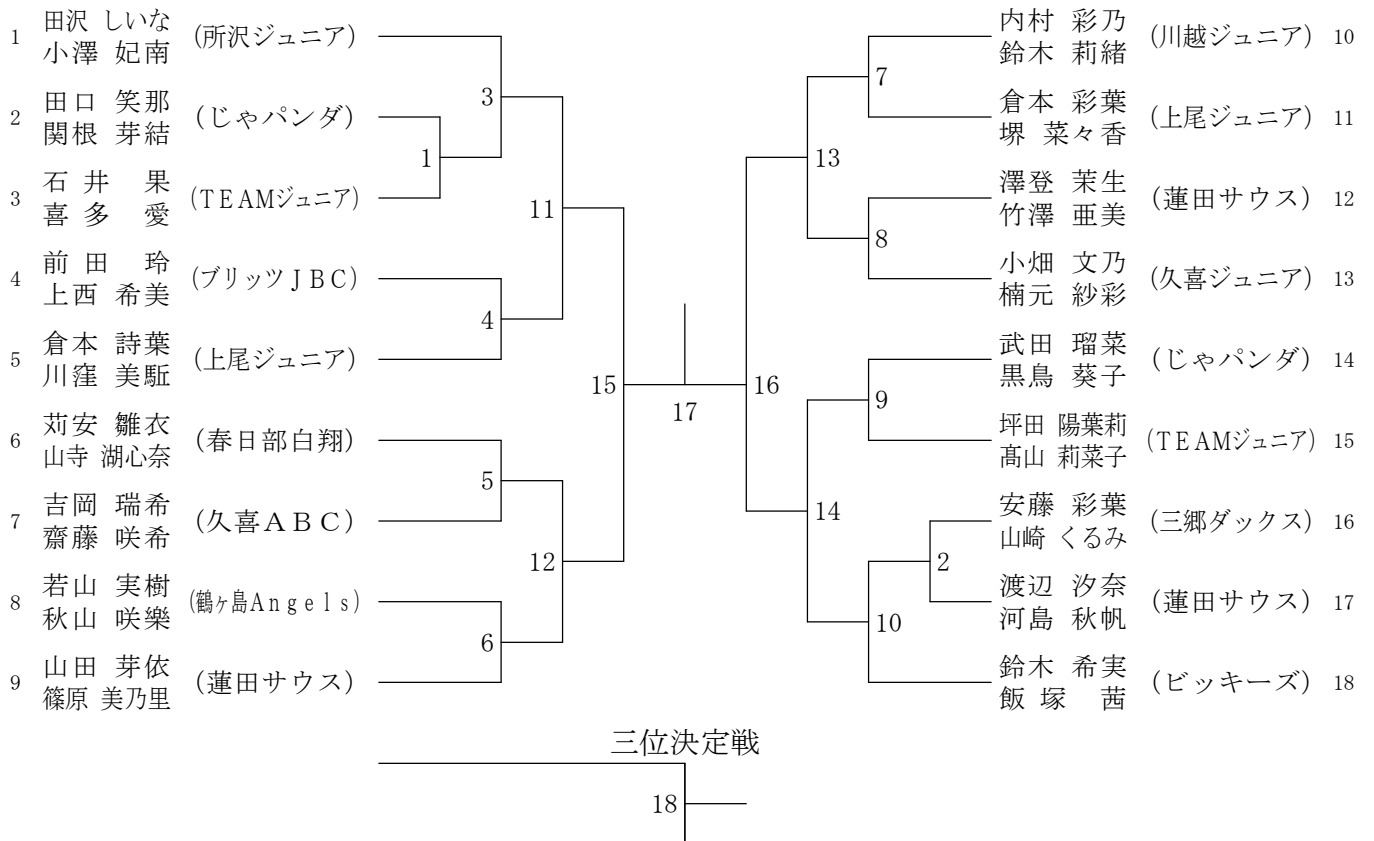 1 田沢 しいな (所沢ジュニア)
小澤 妃南
2 田口 笑那 (じゃパンダ)
関根 芽結
3 石井 果 (TEAMジュニア)
喜多 愛
4 前田 玲 (ブリッツJBC)
上西 希美
5 倉本 詩葉 (上尾ジュニア)
川窪 美駈
6 苅安 雛衣 (春日部白翔)
山寺 湖心奈
7 吉岡 瑞希 (久喜ABC)
齋藤 咲希
8 若山 実樹 (鶴ヶ島Angels)
秋山 咲樂
9 山田 芽依 (蓮田サウス)
篠原 美乃里
1
3
4
11
5
6
12
15
17
16
13
7
8
14
9
10
2
内村 彩乃 (川越ジュニア) 10
鈴木 莉緒
倉本 彩葉 (上尾ジュニア) 11
堺 菜々香
澤登 茉生 (蓮田サウス) 12
竹澤 亜美
小畑 文乃 (久喜ジュニア) 13
楠元 紗彩
武田 瑠菜 (じゃパンダ) 14
黒鳥 葵子
坪田 陽葉莉 (TEAMジュニア) 15
髙山 莉菜子
安藤 彩葉 (三郷ダックス) 16
山崎 くるみ
渡辺 汐奈 (蓮田サウス) 17
河島 秋帆
鈴木 希実 (ビッキーズ) 18
飯塚 茜
三位決定戦
18